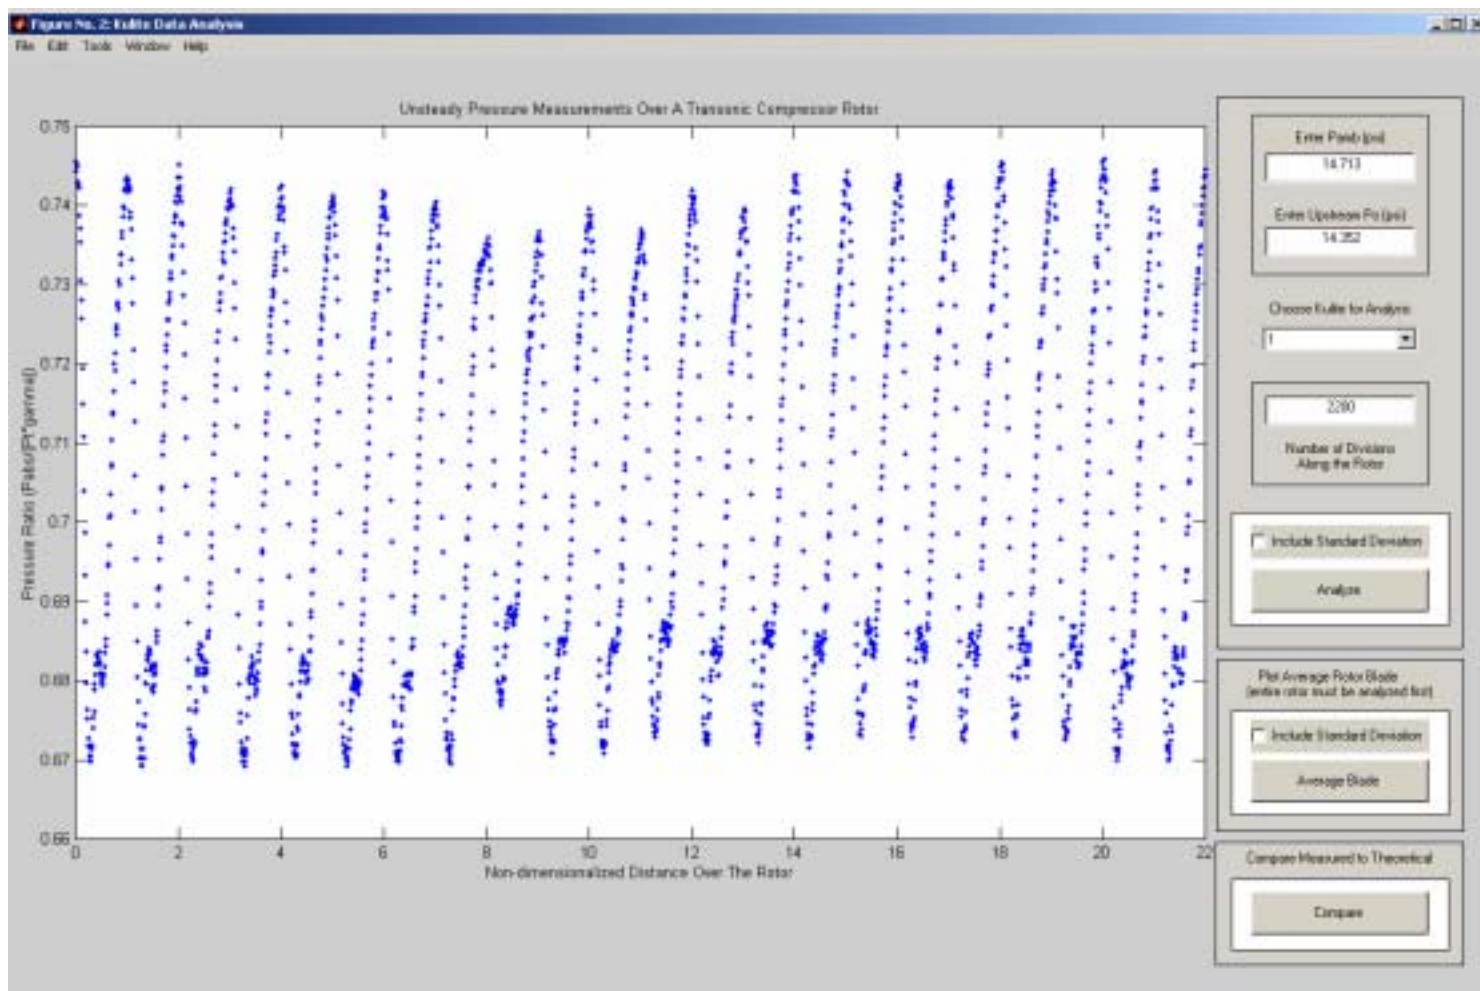 Figure No. 2: Kulite Data Analysis
File Edit Tools Window Help
Unsteady Pressure Measurements Over A Transonic Compressor Rotor
0.75
0.74
0.73
0.72
0.71
0.7
0.69
0.68
0.67
0.66
Pressure Ratio
0 2 4 6 8 10 12 14 16 18 20 22
Non-dimensionalized Distance Over The Rotor
Enter Pamb (psi)
14.713
Enter Upstream Po (psi)
14.352
Choose Kulite for Analysis
1
Number of Divisions
Along the Rotor
Include Standard Deviation
Analyze
Plot Average Rotor Blade
(entire rotor must be analyzed first)
Include Standard Deviation
Average Blade
Compare Measured to Theoretical
Compare